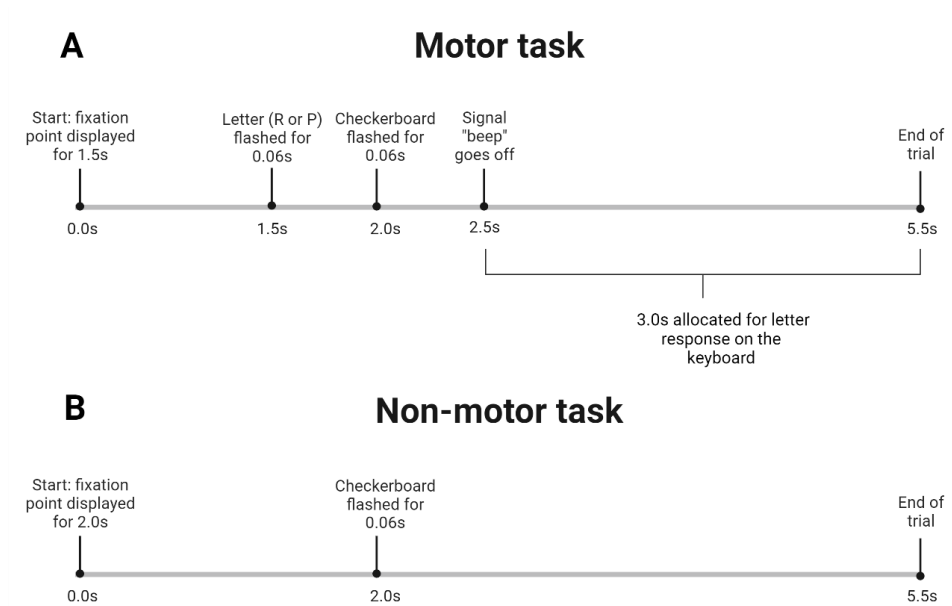 A
Motor task
Start: fixation
point displayed
for 1.5s
Letter (R or P)
flashed for
0.06s
Checkerboard
flashed for
0.06s
Signal
"beep"
goes off
End of
trial
0.0s
1.5s
2.0s
2.5s
5.5s
3.0s allocated for letter
response on the
keyboard
B
Non-motor task
Start: fixation
point displayed
for 2.0s
Checkerboard
flashed for
0.06s
End of
trial
0.0s
2.0s
5.5s